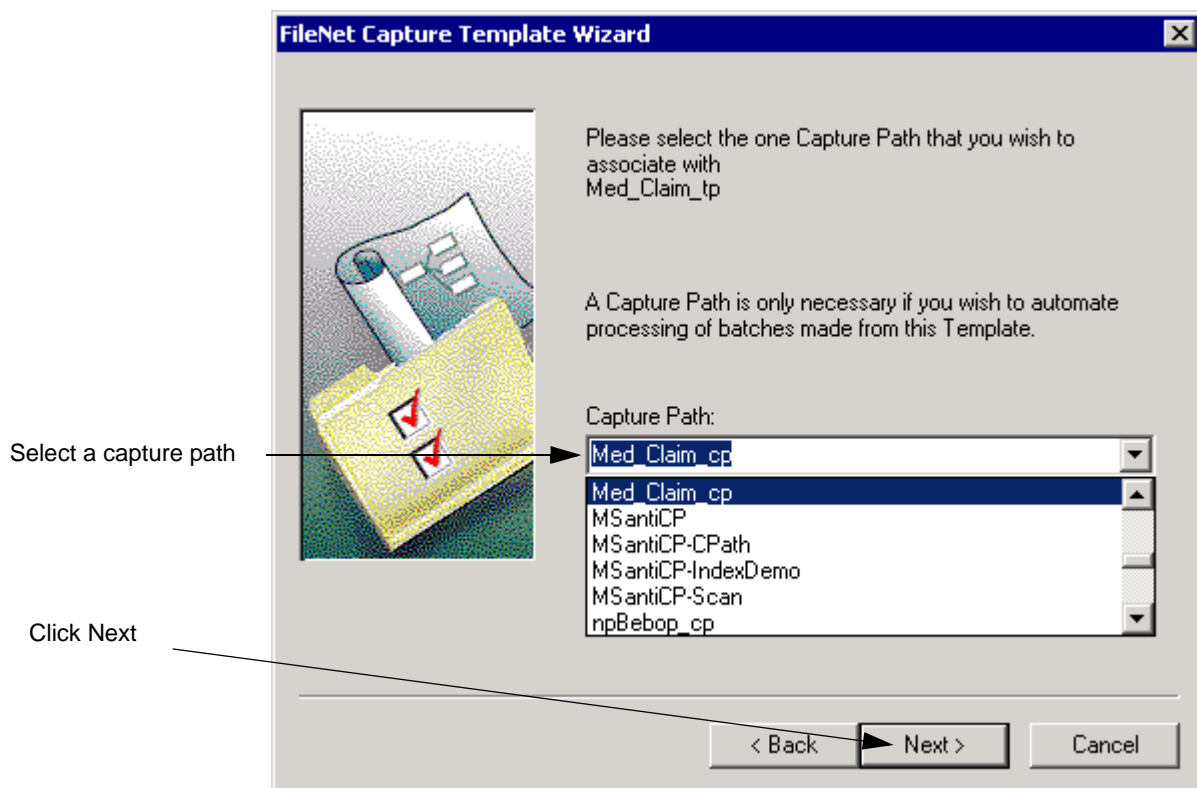 FileNet Capture Template Wizard
Please select the one Capture Path that you wish to
associate with
Med_Claim_tp
A Capture Path is only necessary if you wish to automate
processing of batches made from this Template.
Capture Path:
Select a capture path
Med_Claim_cp
Med_Claim_cp
MSantiCP
MSantiCP-CPath
MSantiCP-IndexDemo
MSantiCP-Scan
npBebop_cp
Click Next
< Back
Next >
Cancel